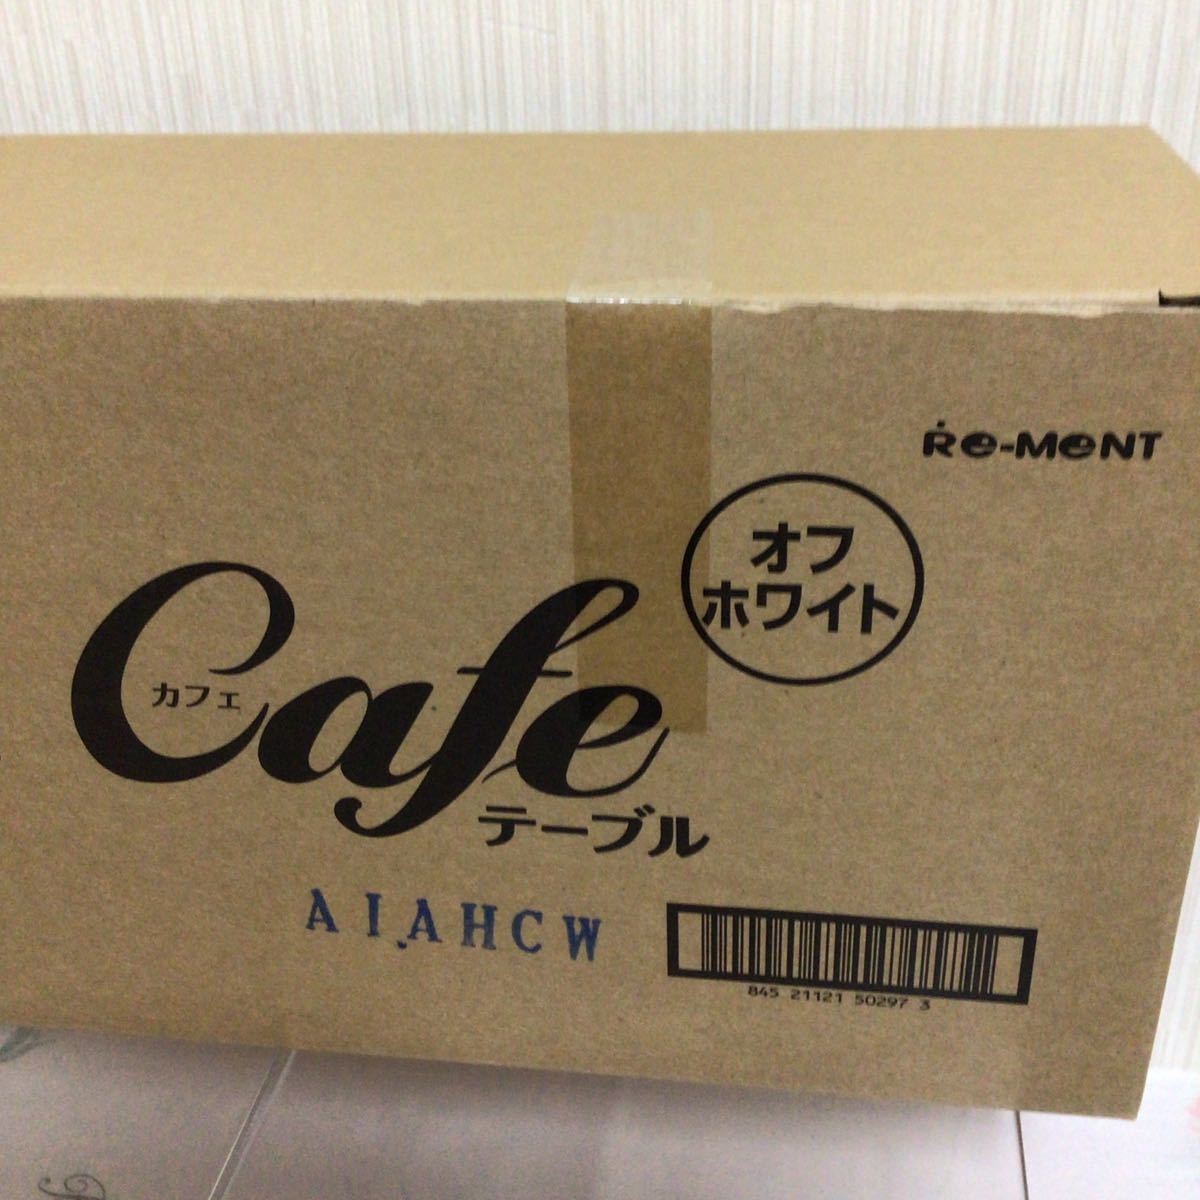 Re-MeNT
オフ
ホワイト
Cafe
カフェ
テーブル
AIAHCW
845 21121 50297 3